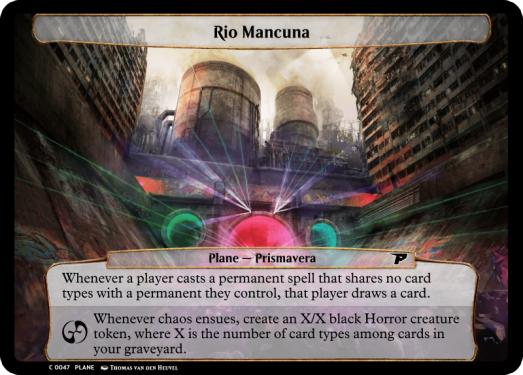 Rio Mancuna
Plane — Prismavera
Whenever a player casts a permanent spell that shares no card
types with a permanent they control, that player draws a card.
Whenever chaos ensues, create an X/X black Horror creature
token, where X is the number of card types among cards in
your graveyard.
C 0047 PLANE Thomas van den Heuvel